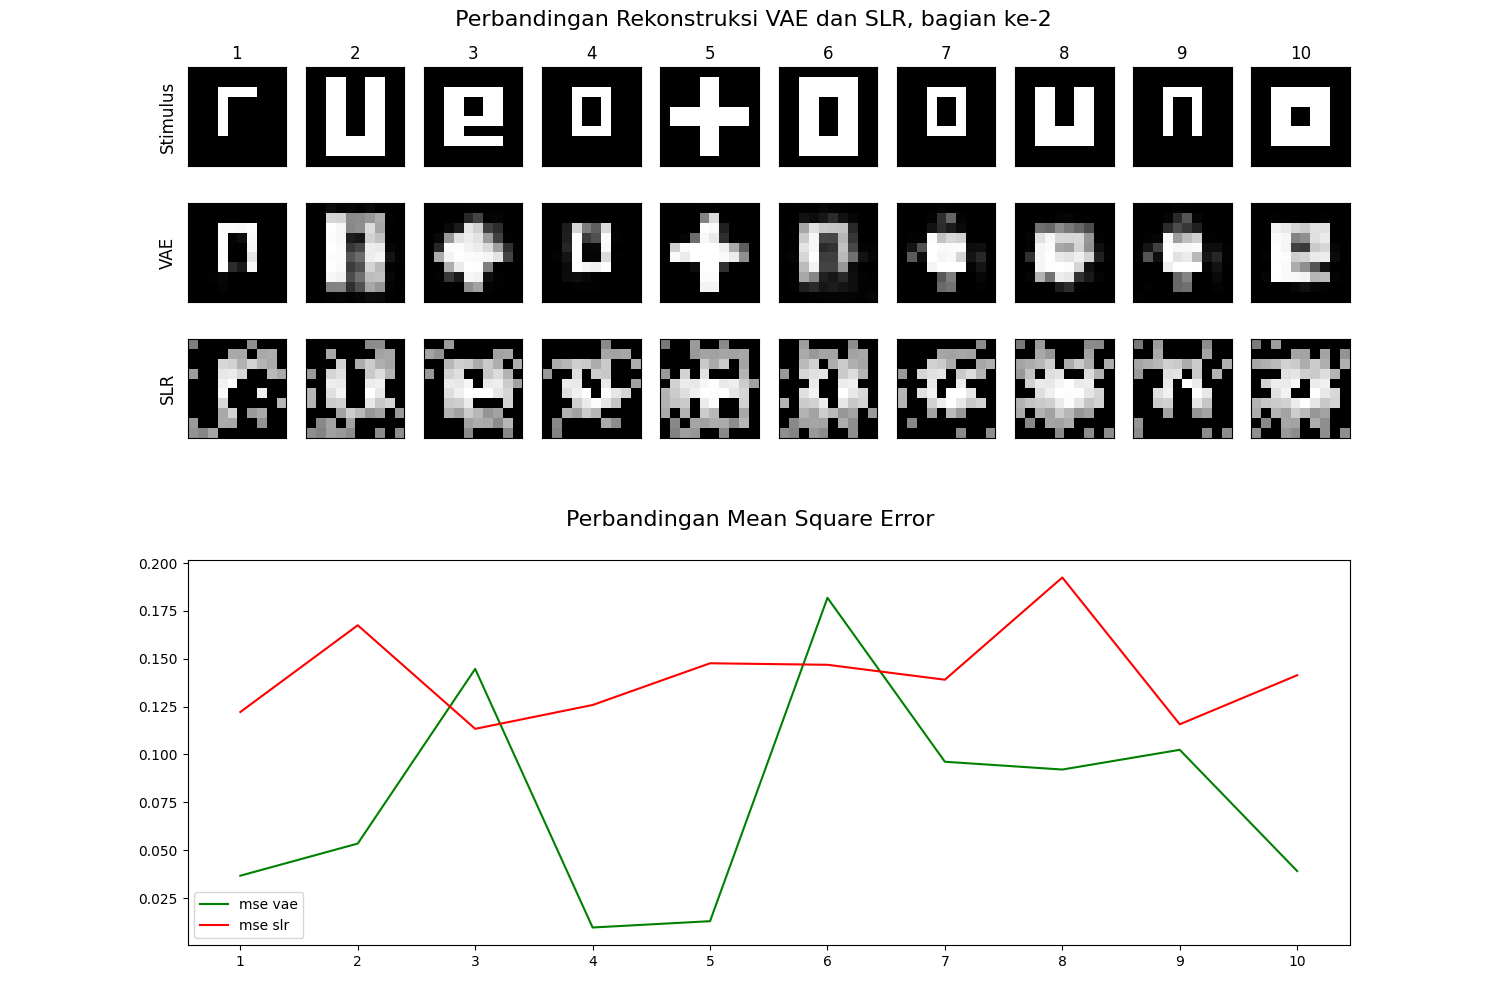 Perbandingan Rekonstruksi VAE dan SLR, bagian ke-2
1 2 3 4 5 6 7 8 9 10
Stimulus
r u e o + 0 o u n o
VAE
SLR
Perbandingan Mean Square Error
0.200
0.175
0.150
0.125
0.100
0.075
0.050
0.025
mse vae
mse slr
1 2 3 4 5 6 7 8 9 10